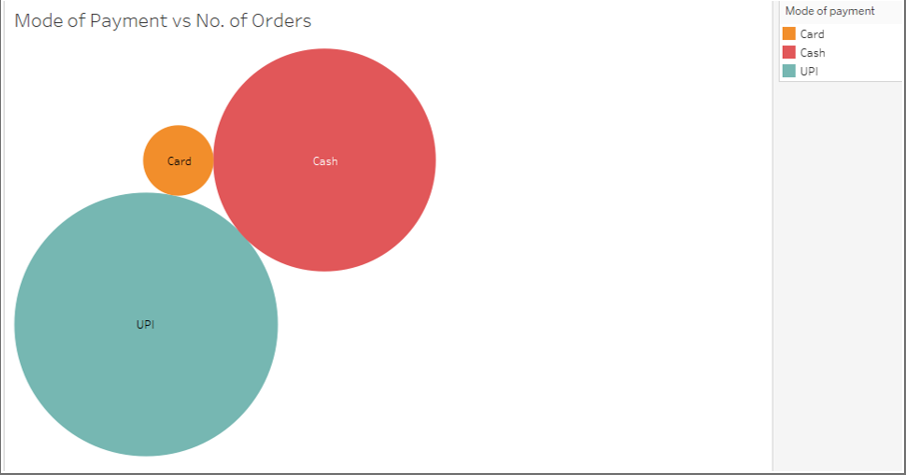 Mode of Payment vs No. of Orders
Mode of payment
Card
Cash
UPI
Card
Cash
UPI